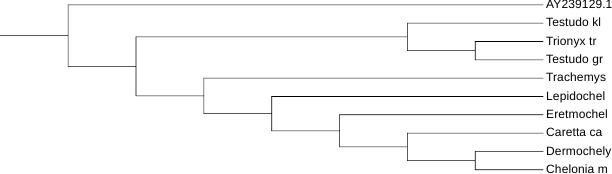 AY239129.1
Testudo kl
Trionyx tr
Testudo gr
Trachemys
Lepidochel
Eretmochel
Caretta ca
Dermochely
Chelonia m